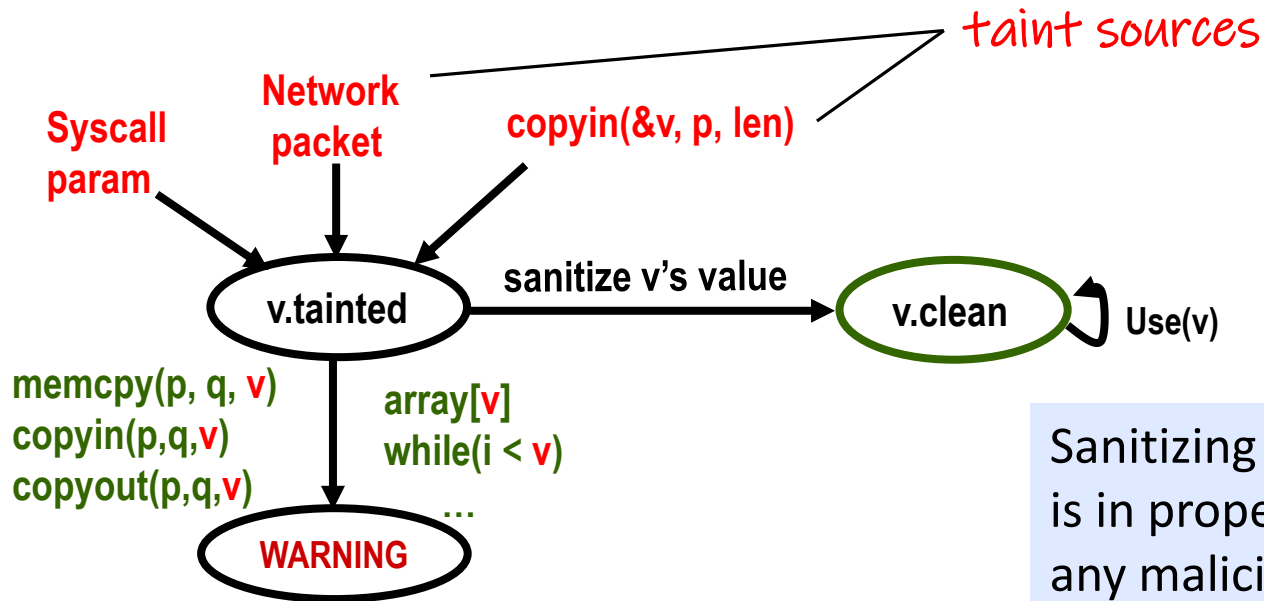 taint sources
Network
packet
Syscall
param
copyin(&v, p, len)
v.tainted
sanitize v's value
v.clean
Use(v)
memcpy(p, q, v)
copyin(p,q,v)
copyout(p,q,v)
array[v]
while(i < v)
...
WARNING
Sanitizing
is in prope
any malici